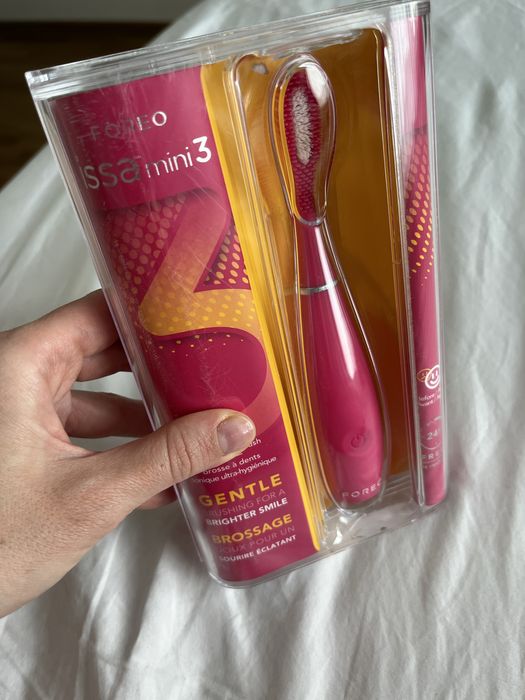 FOREO
issa mini 3
brosse à dents
sonique ultra-hygiénique
GENTLE
BRUSHING FOR A
BRIGHTER SMILE
BROSSAGE
DOUX POUR UN
SOURIRE ÉCLATANT
FOREO